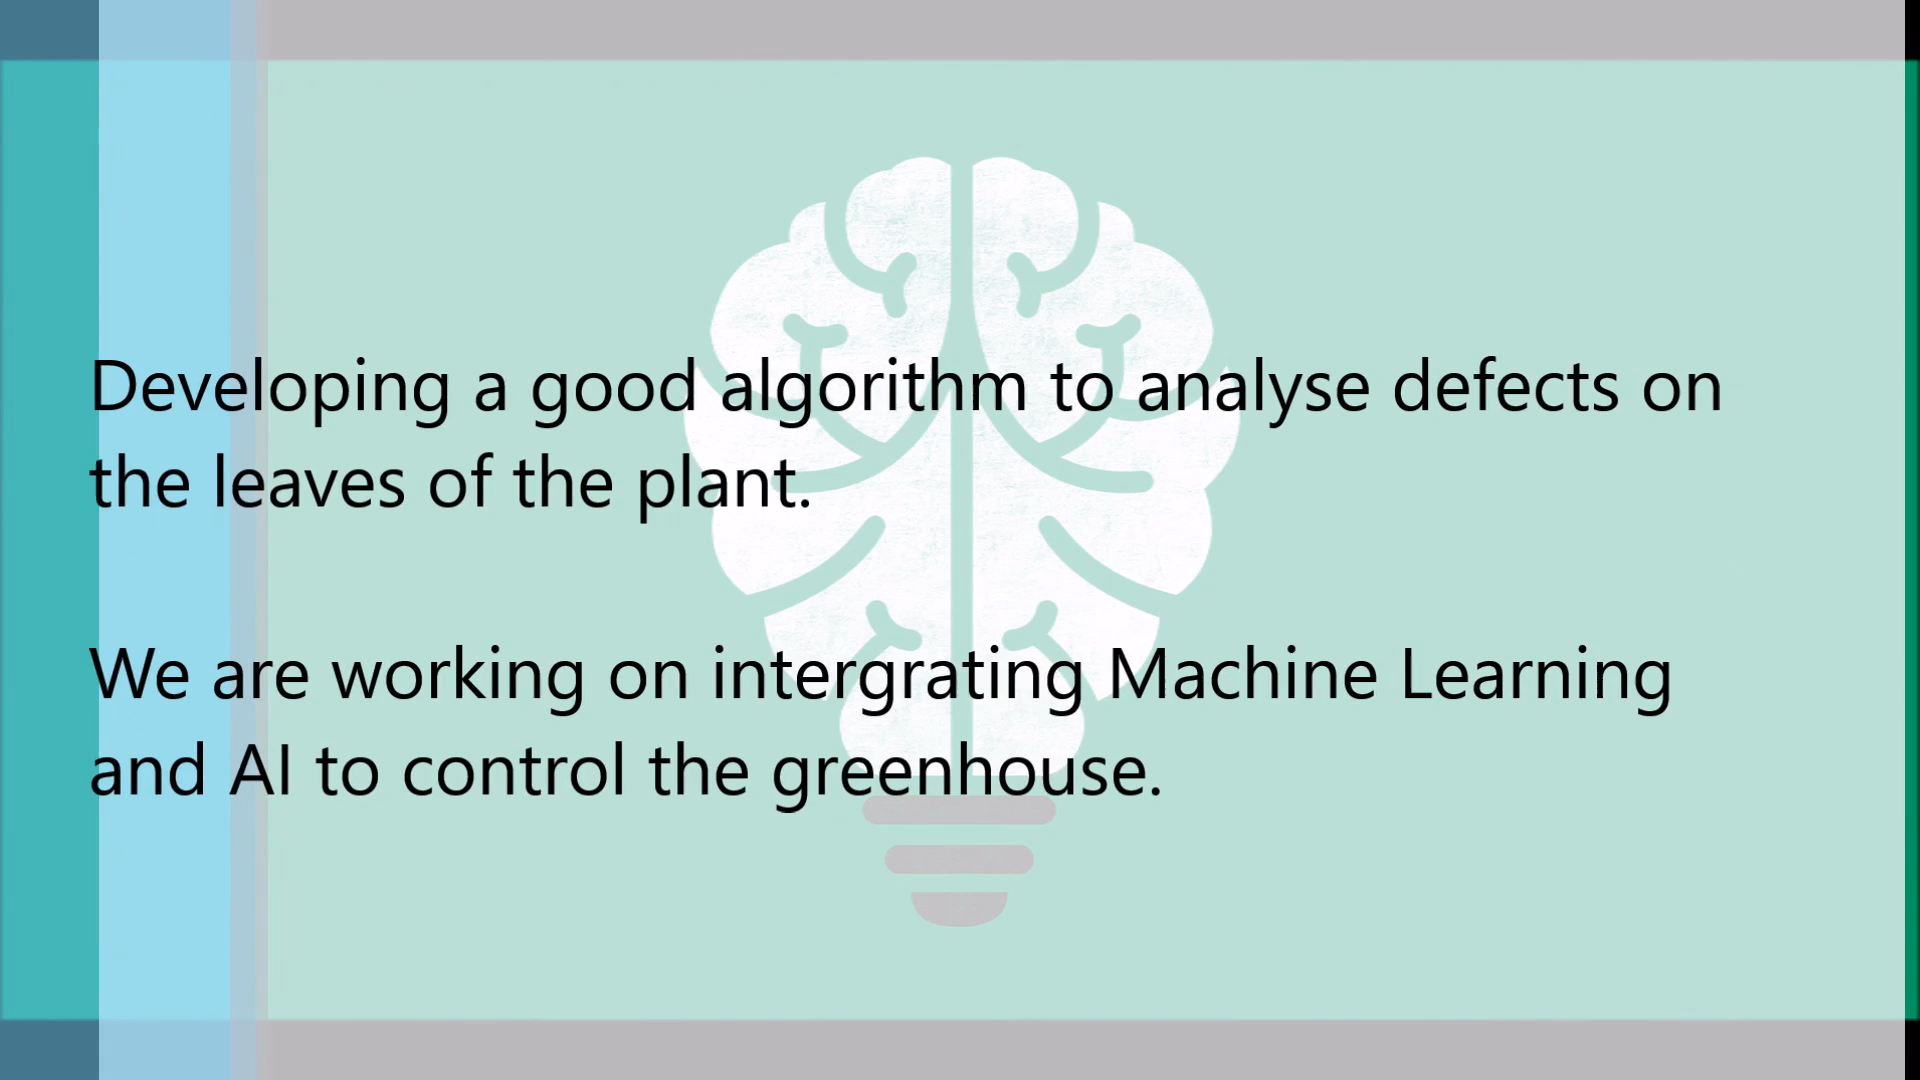 Developing a good algorithm to analyse defects on
the leaves of the plant.
We are working on intergrating Machine Learning
and AI to control the greenhouse.